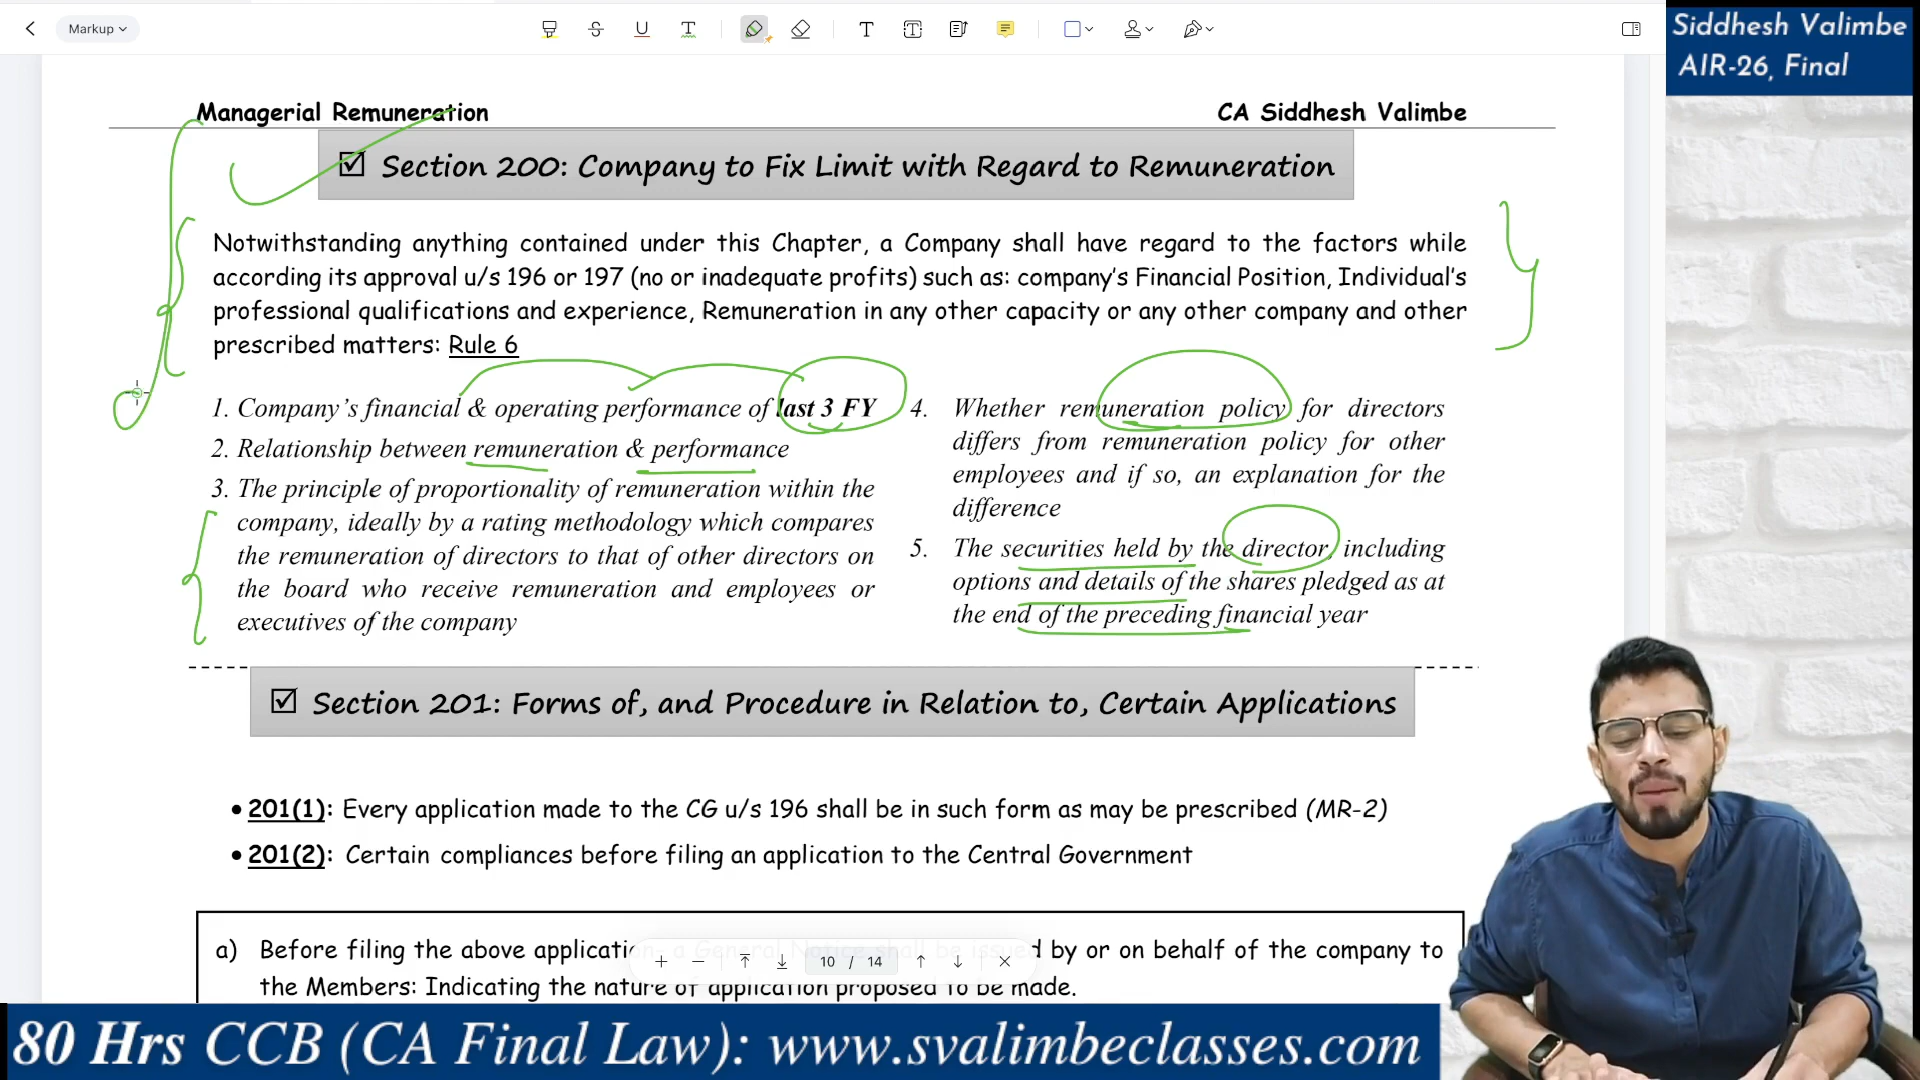 Markup
Siddhesh Valimbe
AIR-26, Final
Managerial Remuneration
CA Siddhesh Valimbe
Section 200: Company to Fix Limit with Regard to Remuneration
Notwithstanding anything contained under this Chapter, a Company shall have regard to the factors while
according its approval u/s 196 or 197 (no or inadequate profits) such as: company's Financial Position, Individual's
professional qualifications and experience, Remuneration in any other capacity or any other company and other
prescribed matters: Rule 6
1. Company's financial & operating performance of last 3 FY
2. Relationship between remuneration & performance
3. The principle of proportionality of remuneration within the
company, ideally by a rating methodology which compares
the remuneration of directors to that of other directors on
the board who receive remuneration and employees or
executives of the company
4. Whether remuneration policy for directors
differs from remuneration policy for other
employees and if so, an explanation for the
difference
5. The securities held by the director, including
options and details of the shares pledged as at
the end of the preceding financial year
Section 201: Forms of, and Procedure in Relation to, Certain Applications
• 201(1): Every application made to the CG u/s 196 shall be in such form as may be prescribed (MR-2)
• 201(2): Certain compliances before filing an application to the Central Government
a) Before filing the above application, a General Notice shall be issued by or on behalf of the company to
the Members: Indicating the nature of application proposed to be made.
10 / 14
80 Hrs CCB (CA Final Law): www.svalimbeclasses.com